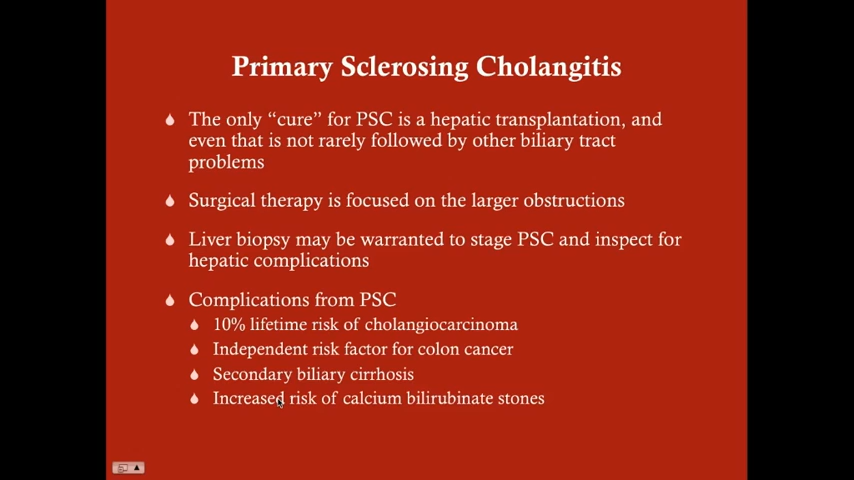 Primary Sclerosing Cholangitis
The only “cure” for PSC is a hepatic transplantation, and
even that is not rarely followed by other biliary tract
problems
Surgical therapy is focused on the larger obstructions
Liver biopsy may be warranted to stage PSC and inspect for
hepatic complications
Complications from PSC
10% lifetime risk of cholangiocarcinoma
Independent risk factor for colon cancer
Secondary biliary cirrhosis
Increased risk of calcium bilirubinate stones